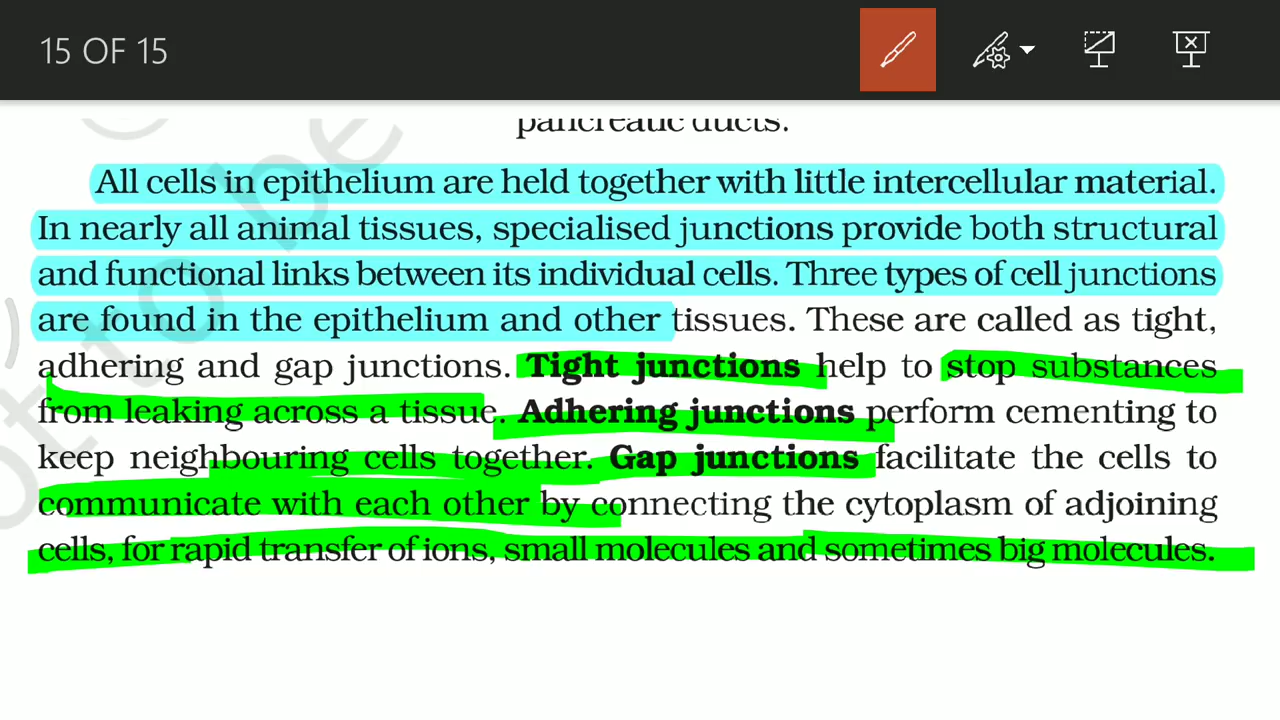 15 OF 15
pancreatic ducts.
All cells in epithelium are held together with little intercellular material.
In nearly all animal tissues, specialised junctions provide both structural
and functional links between its individual cells. Three types of cell junctions
are found in the epithelium and other tissues. These are called as tight,
adhering and gap junctions. Tight junctions help to stop substances
from leaking across a tissue. Adhering junctions perform cementing to
keep neighbouring cells together. Gap junctions facilitate the cells to
communicate with each other by connecting the cytoplasm of adjoining
cells, for rapid transfer of ions, small molecules and sometimes big molecules.
not to be